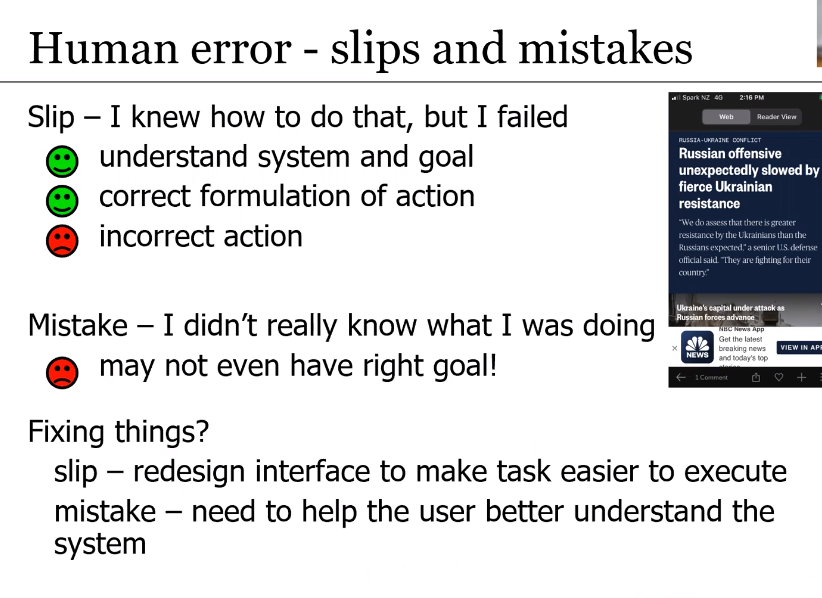 Human error - slips and mistakes
Slip – I knew how to do that, but I failed
understand system and goal
correct formulation of action
incorrect action
Mistake – I didn't really know what I was doing
may not even have right goal!
Fixing things?
slip – redesign interface to make task easier to execute
mistake – need to help the user better understand the
system
Spark NZ 4G 2:16 PM
Web Reader View
RUSSIA-UKRAINE CONFLICT
Russian offensive
unexpectedly slowed by
fierce Ukrainian
resistance
"We do assess that there is greater
resistance by the Ukrainians than the
Russians expected," a senior U.S. defense
official said. "They are fighting for their
country."
Ukraine's capital under attack as
Russian forces advance
NBC News App
Get the latest
breaking news
and today's top
NEWS
VIEW IN APP
1 Comment